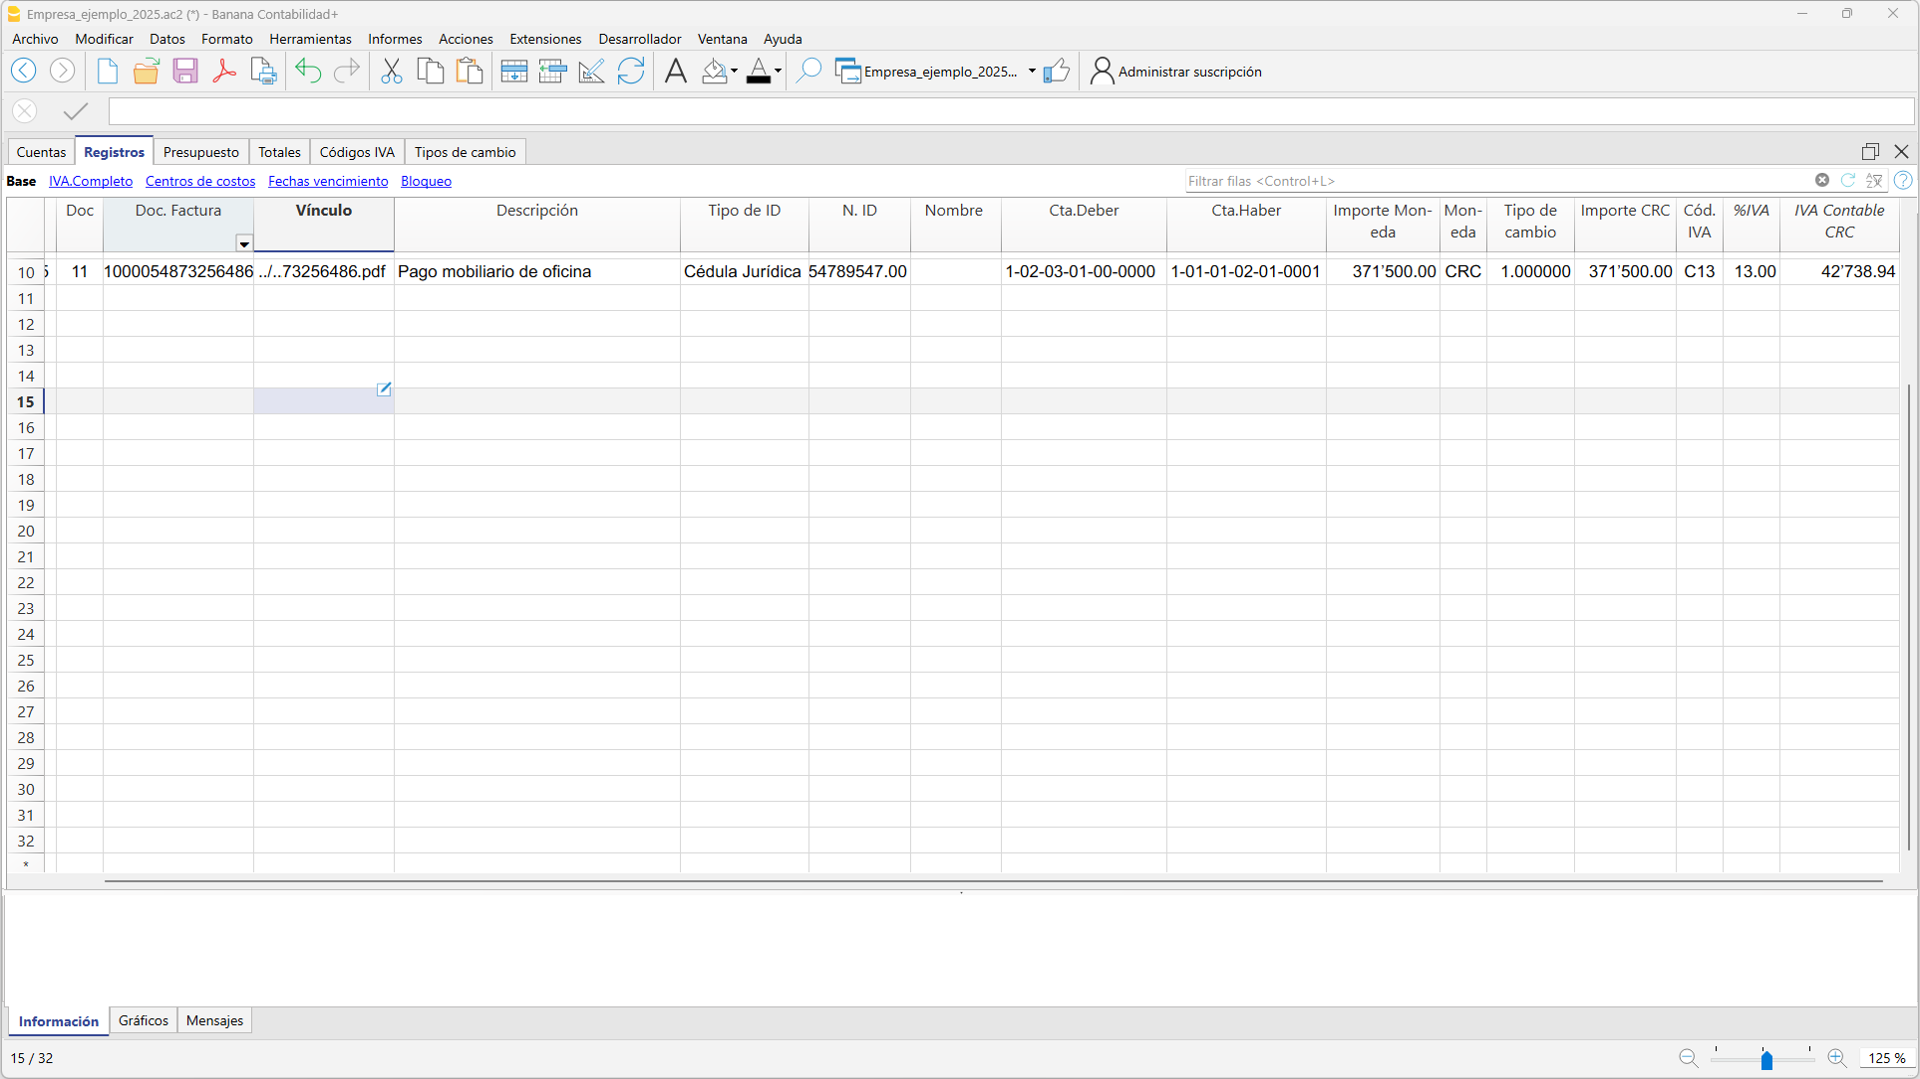 Empresa_ejemplo_2025.ac2 (*) - Banana Contabilidad+
Archivo Modificar Datos Formato Herramientas Informes Acciones Extensiones Desarrollador Ventana Ayuda
Empresa_ejemplo_2025... Administrar suscripción
Cuentas Registros Presupuesto Totales Códigos IVA Tipos de cambio
Base IVA.Completo Centros de costos Fechas vencimiento Bloqueo Filtrar filas <Control+L>
Doc Doc. Factura Vínculo Descripción Tipo de ID N. ID Nombre Cta.Deber Cta.Haber Importe Mon- Mon- Tipo de Importe CRC Cód. %IVA IVA Contable
eda eda cambio IVA CRC
10 11 1000054873256486 ../..73256486.pdf Pago mobiliario de oficina Cédula Jurídica 54789547.00 1-02-03-01-00-0000 1-01-01-02-01-0001 371'500.00 CRC 1.000000 371'500.00 C13 13.00 42'738.94
11
12
13
14
15
16
17
18
19
20
21
22
23
24
25
26
27
28
29
30
31
32
*
Información Gráficos Mensajes
15 / 32 125 %